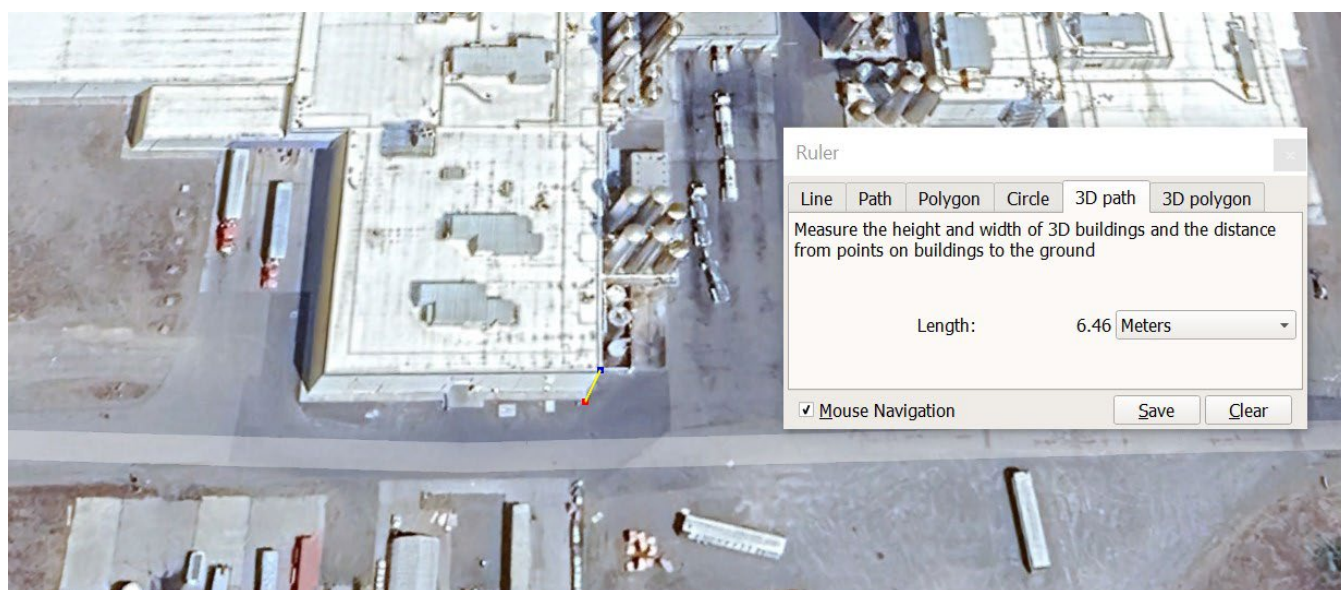 Ruler
Line Path Polygon Circle 3D path 3D polygon
Measure the height and width of 3D buildings and the distance
from points on buildings to the ground
Length: 6.46 Meters
Mouse Navigation Save Clear